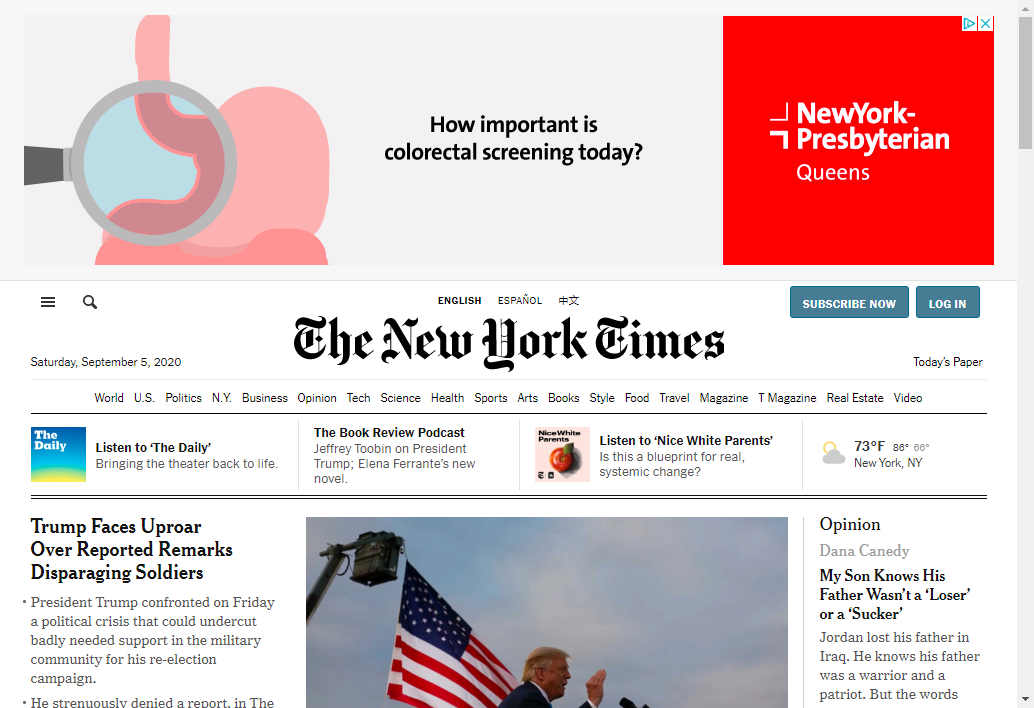 How important is
colorectal screening today?
NewYork-
Presbyterian
Queens
ENGLISH ESPAÑOL 中文
SUBSCRIBE NOW LOG IN
The New York Times
Saturday, September 5, 2020
Today's Paper
World U.S. Politics N.Y. Business Opinion Tech Science Health Sports Arts Books Style Food Travel Magazine T Magazine Real Estate Video
The
Daily
Listen to ‘The Daily’
Bringing the theater back to life.
The Book Review Podcast
Jeffrey Toobin on President
Trump; Elena Ferrante’s new
novel.
Nice White
Parents
Listen to ‘Nice White Parents’
Is this a blueprint for real,
systemic change?
73°F 86° 66°
New York, NY
Trump Faces Uproar
Over Reported Remarks
Disparaging Soldiers
• President Trump confronted on Friday
a political crisis that could undercut
badly needed support in the military
community for his re-election
campaign.
• He strenuously denied a report, in The
Opinion
Dana Canedy
My Son Knows His
Father Wasn’t a ‘Loser’
or a ‘Sucker’
Jordan lost his father in
Iraq. He knows his father
was a warrior and a
patriot. But the words